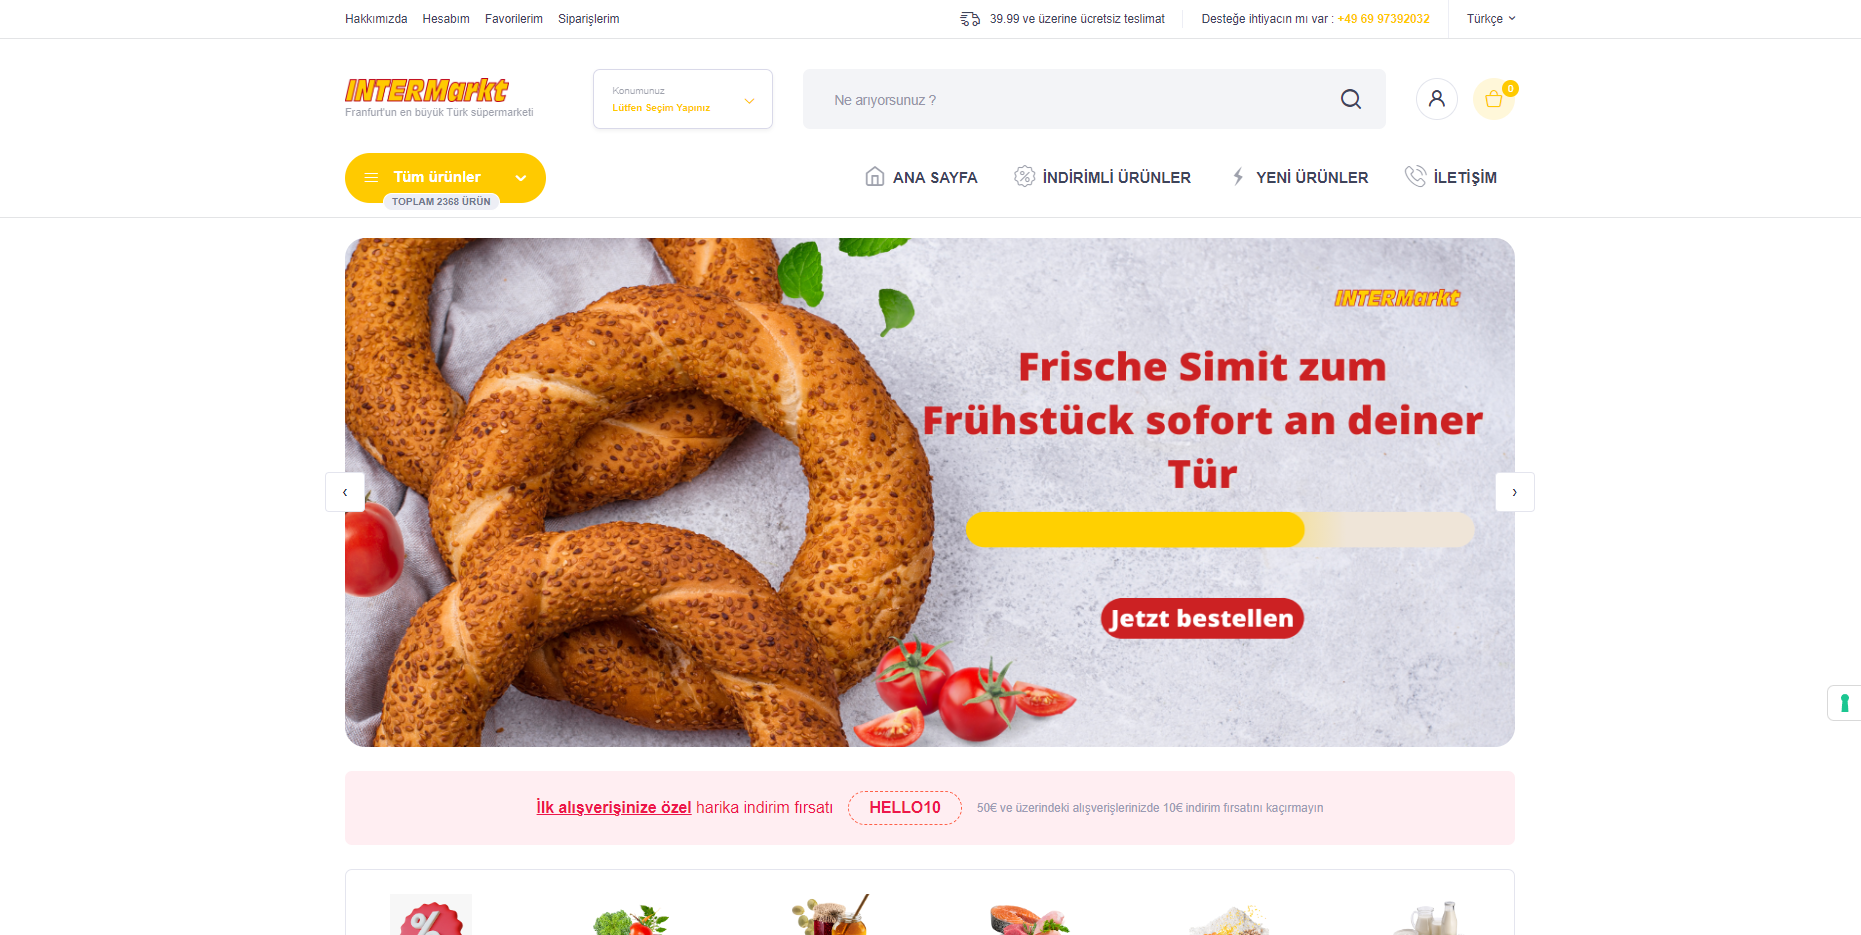 Hakkımızda Hesabım Favorilerim Siparişlerim 39.99 ve üzerine ücretsiz teslimat Desteğe ihtiyacın mı var : +49 69 97392032 Türkçe
INTERMarkt
Franfurt'un en büyük Türk süpermarketi
Konumunuz
Lütfen Seçim Yapınız
Ne arıyorsunuz ?
0
Tüm ürünler
TOPLAM 2368 ÜRÜN
ANA SAYFA İNDİRİMLİ ÜRÜNLER YENİ ÜRÜNLER İLETİŞİM
INTERMarkt
Frische Simit zum
Frühstück sofort an deiner
Tür
Jetzt bestellen
İlk alışverişinize özel harika indirim fırsatı HELLO10 50€ ve üzerindeki alışverişlerinizde 10€ indirim fırsatını kaçırmayın
%